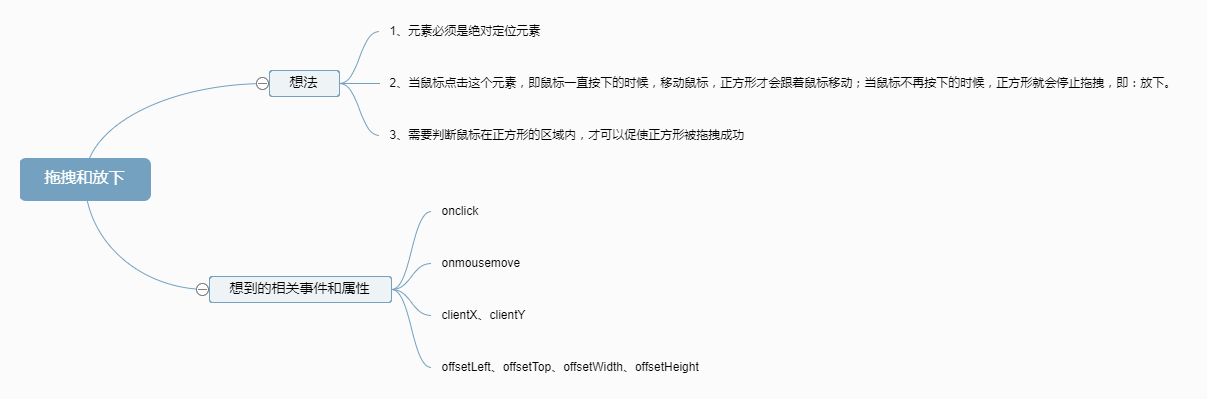 拖拽和放下
想法
1、元素必须是绝对定位元素
2、当鼠标点击这个元素，即鼠标一直按下的时候，移动鼠标，正方形才会跟着鼠标移动；当鼠标不再按下的时候，正方形就会停止拖拽，即：放下。
3、需要判断鼠标在正方形的区域内，才可以促使正方形被拖拽成功
想到的相关事件和属性
onclick
onmousemove
clientX、clientY
offsetLeft、offsetTop、offsetWidth、offsetHeight